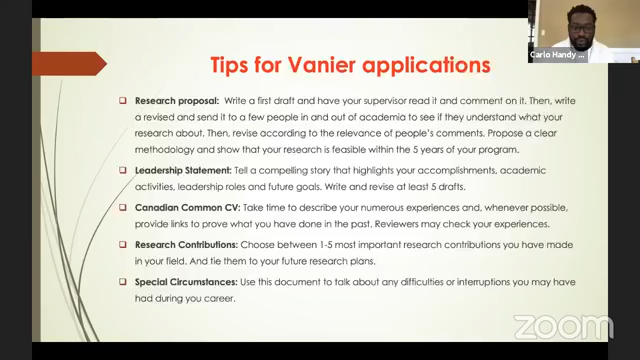 Carlo Handy ...
Tips for Vanier applications
Research proposal: Write a first draft and have your supervisor read it and comment on it. Then, write
a revised and send it to a few people in and out of academia to see if they understand what your
research about. Then, revise according to the relevance of people's comments. Propose a clear
methodology and show that your research is feasible within the 5 years of your program.
Leadership Statement: Tell a compelling story that highlights your accomplishments, academic
activities, leadership roles and future goals. Write and revise at least 5 drafts.
Canadian Common CV: Take time to describe your numerous experiences and, whenever possible,
provide links to prove what you have done in the past. Reviewers may check your experiences.
Research Contributions: Choose between 1-5 most important research contributions you have made
in your field. And tie them to your future research plans.
Special Circumstances: Use this document to talk about any difficulties or interruptions you may have
had during you career.
zoom